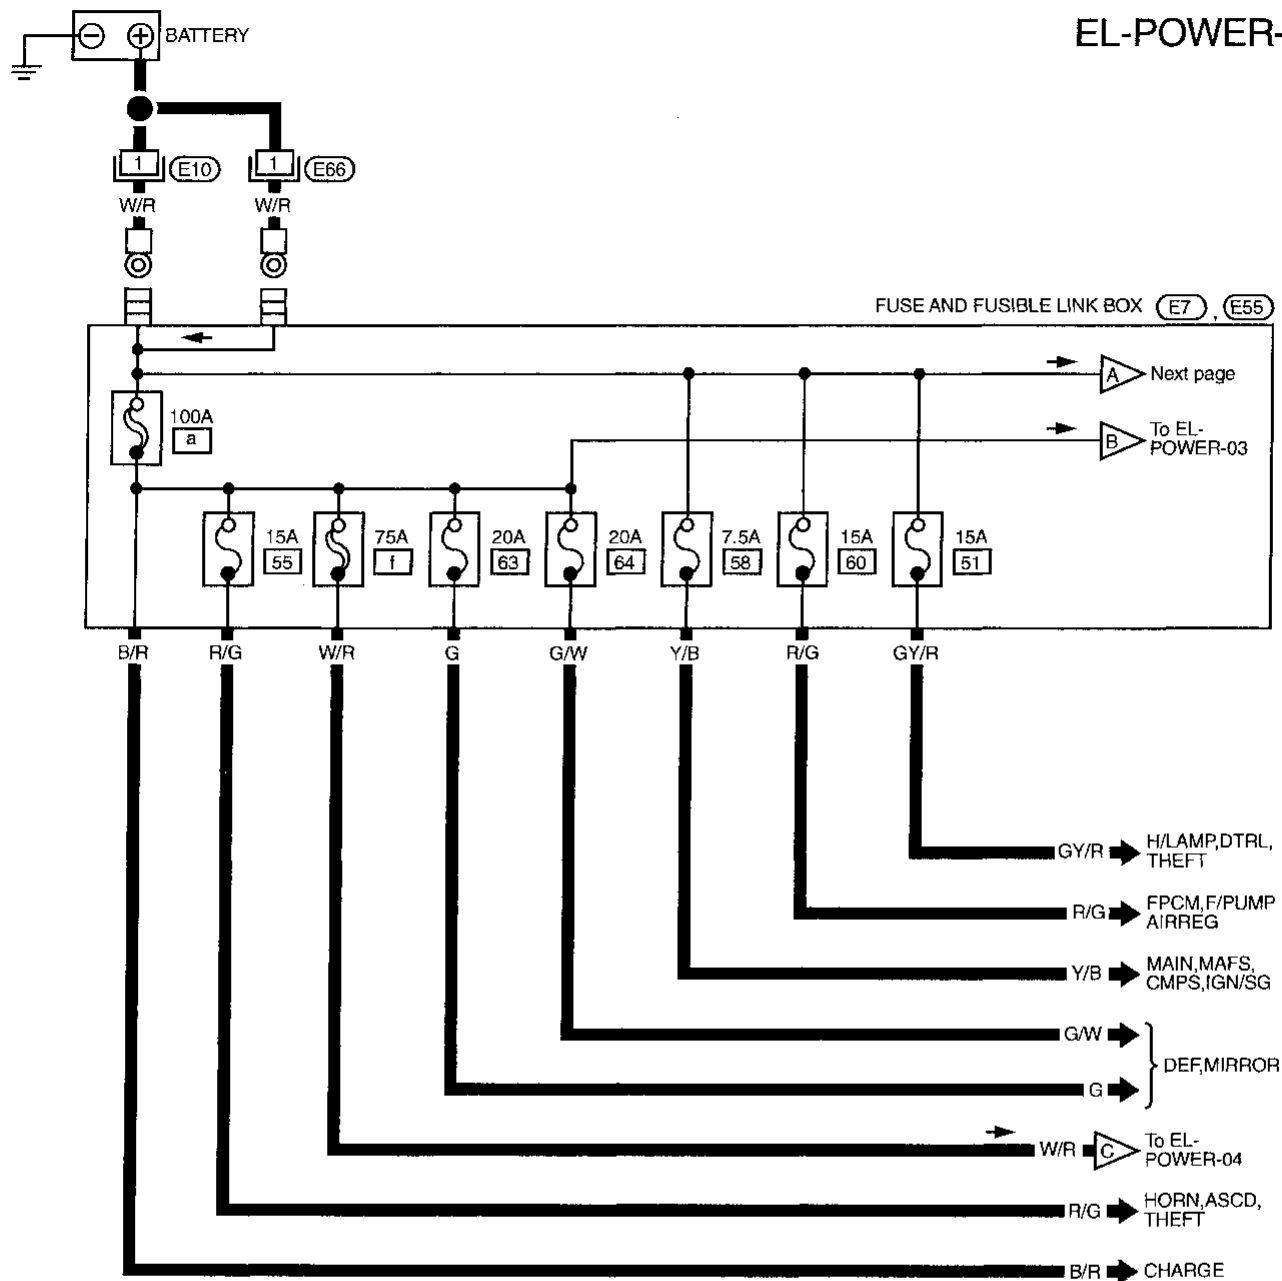 EL-POWER-
− + BATTERY
1 E10 1 E66
W/R W/R
FUSE AND FUSIBLE LINK BOX E7 , E55
A Next page
100A
a
B To EL-
POWER-03
15A 75A 20A 20A 7.5A 15A 15A
55 f 63 64 58 60 51
B/R R/G W/R G G/W Y/B R/G GY/R
GY/R H/LAMP,DTRL,
THEFT
R/G FPCM,F/PUMP
AIRREG
Y/B MAIN,MAFS,
CMPS,IGN/SG
G/W
DEF,MIRROR
G
W/R C To EL-
POWER-04
R/G HORN,ASCD,
THEFT
B/R CHARGE